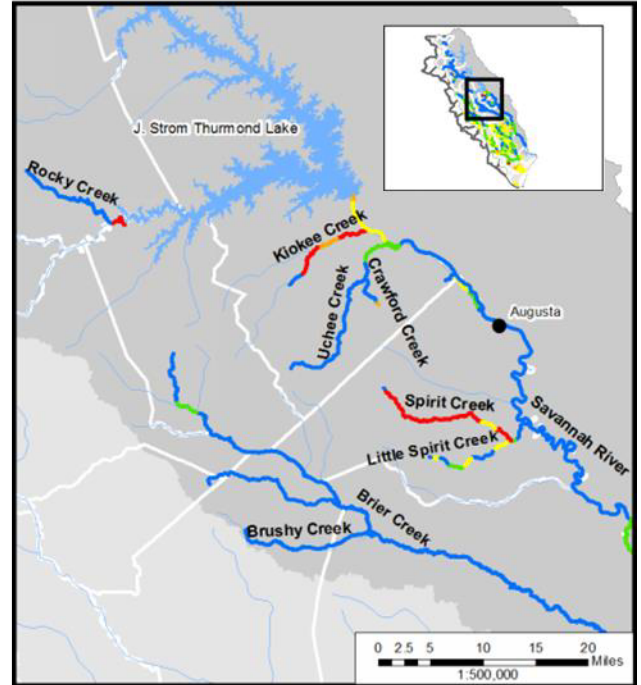 J. Strom Thurmond Lake
Rocky Creek
Kiokee Creek
Uchee Creek
Crawford Creek
Augusta
Spirit Creek
Savannah River
Little Spirit Creek
Brier Creek
Brushy Creek
0 2.5 5 10 15 20
Miles
1:500,000